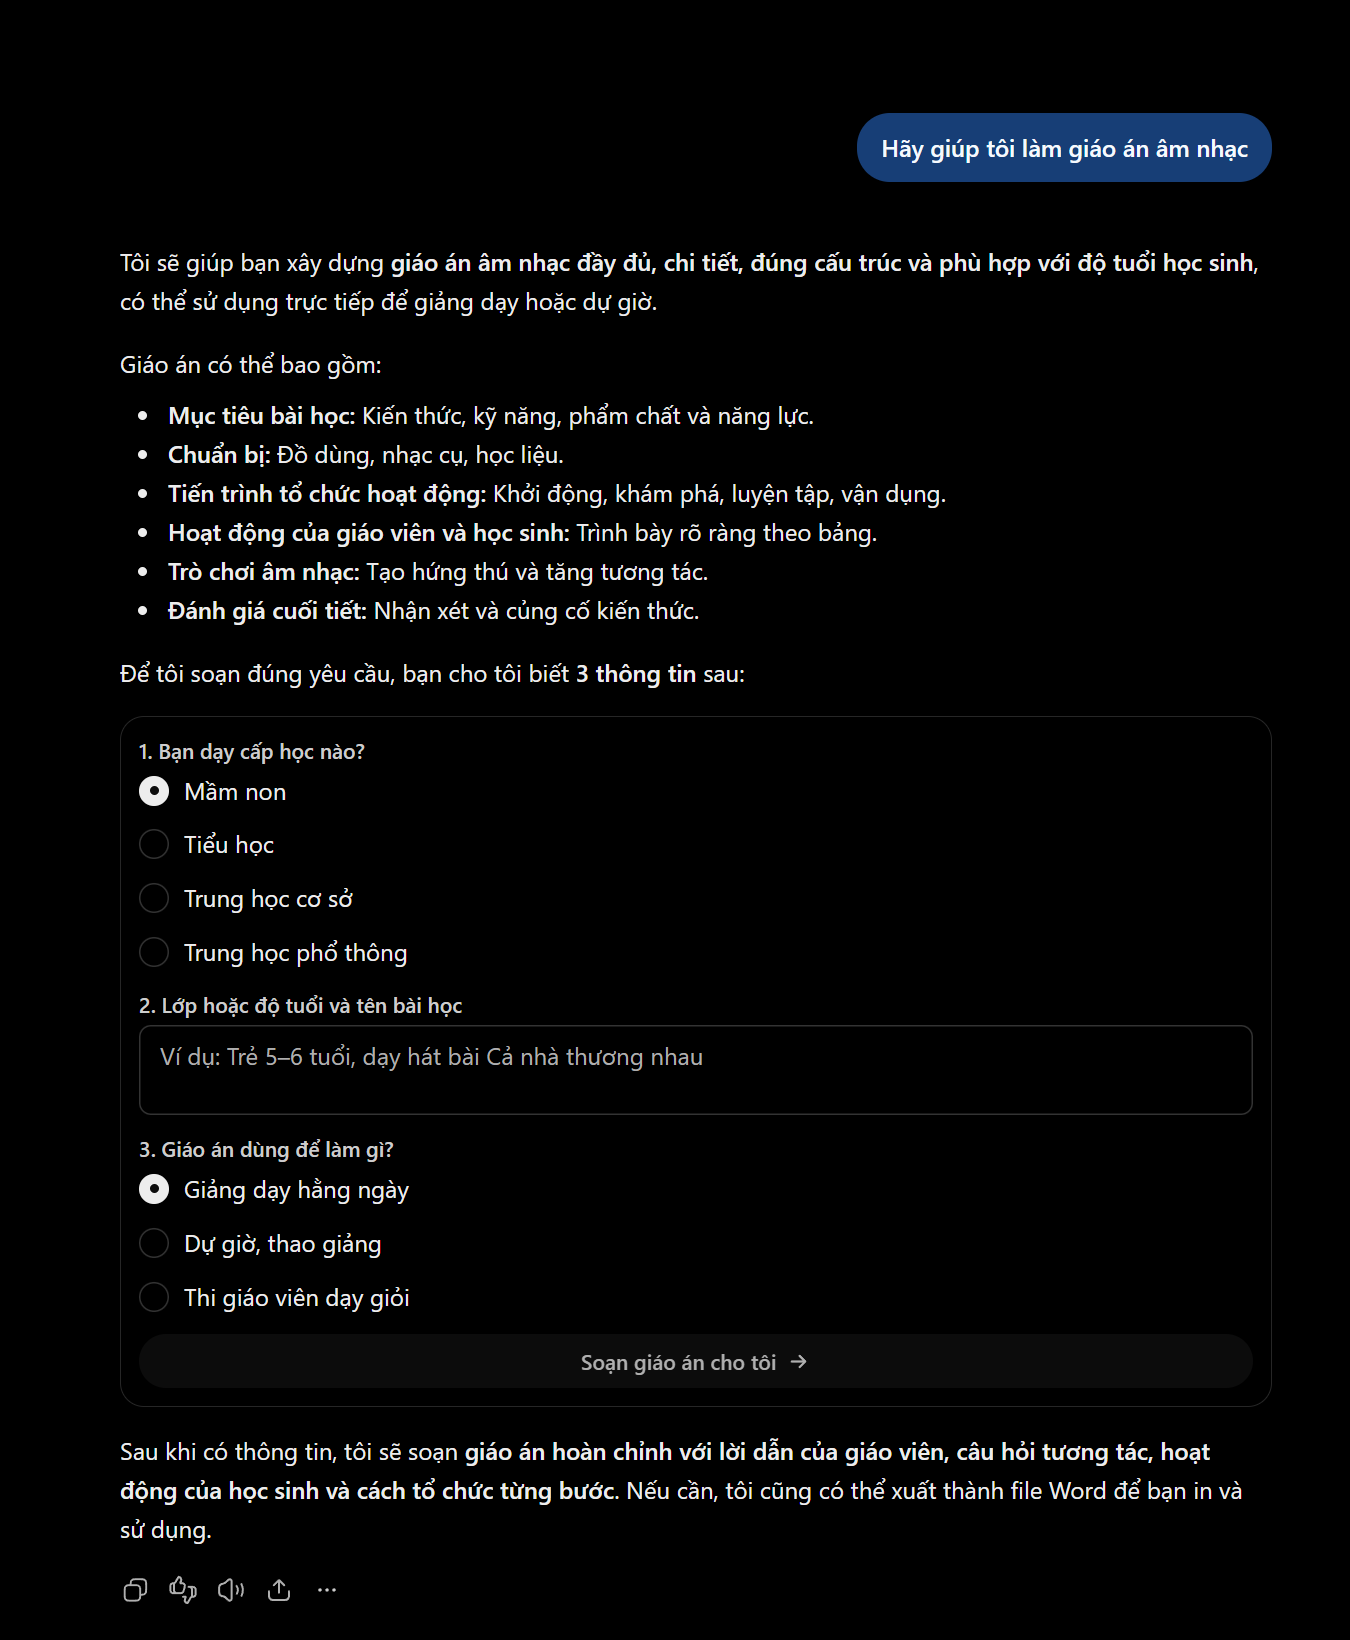 Hãy giúp tôi làm giáo án âm nhạc
Tôi sẽ giúp bạn xây dựng giáo án âm nhạc đầy đủ, chi tiết, đúng cấu trúc và phù hợp với độ tuổi học sinh,
có thể sử dụng trực tiếp để giảng dạy hoặc dự giờ.
Giáo án có thể bao gồm:
• Mục tiêu bài học: Kiến thức, kỹ năng, phẩm chất và năng lực.
• Chuẩn bị: Đồ dùng, nhạc cụ, học liệu.
• Tiến trình tổ chức hoạt động: Khởi động, khám phá, luyện tập, vận dụng.
• Hoạt động của giáo viên và học sinh: Trình bày rõ ràng theo bảng.
• Trò chơi âm nhạc: Tạo hứng thú và tăng tương tác.
• Đánh giá cuối tiết: Nhận xét và củng cố kiến thức.
Để tôi soạn đúng yêu cầu, bạn cho tôi biết 3 thông tin sau:
1. Bạn dạy cấp học nào?
Mầm non
Tiểu học
Trung học cơ sở
Trung học phổ thông
2. Lớp hoặc độ tuổi và tên bài học
Ví dụ: Trẻ 5–6 tuổi, dạy hát bài Cả nhà thương nhau
3. Giáo án dùng để làm gì?
Giảng dạy hằng ngày
Dự giờ, thao giảng
Thi giáo viên dạy giỏi
Soạn giáo án cho tôi →
Sau khi có thông tin, tôi sẽ soạn giáo án hoàn chỉnh với lời dẫn của giáo viên, câu hỏi tương tác, hoạt
động của học sinh và cách tổ chức từng bước. Nếu cần, tôi cũng có thể xuất thành file Word để bạn in và
sử dụng.